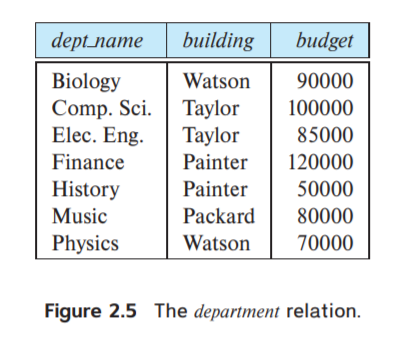 dept_name building budget
Biology Watson 90000
Comp. Sci. Taylor 100000
Elec. Eng. Taylor 85000
Finance Painter 120000
History Painter 50000
Music Packard 80000
Physics Watson 70000
Figure 2.5 The department relation.